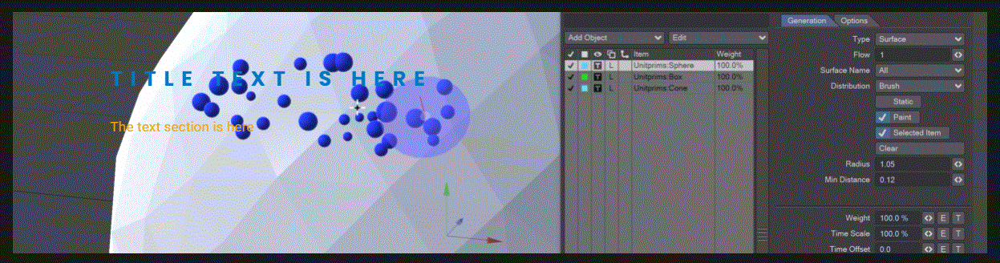 TITLE TEXT IS HERE
The text section is here
Add Object
Edit
Item Weight
T L Unitprims:Sphere 100.0%
T L Unitprims:Box 100.0%
T L Unitprims:Cone 100.0%
Generation Options
Type Surface
Flow 1
Surface Name All
Distribution Brush
Static
Paint
Selected Item
Clear
Radius 1.05
Min Distance 0.12
Weight 100.0 % E T
Time Scale 100.0 % E T
Time Offset 0.0 E T